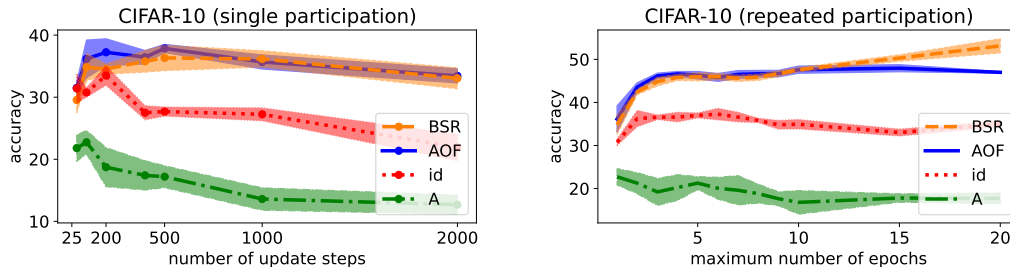 CIFAR-10 (single participation)
40
30
20
10
accuracy
25 200 500 1000 2000
number of update steps
BSR
AOF
id
A
CIFAR-10 (repeated participation)
50
40
30
20
accuracy
5 10 15 20
maximum number of epochs
BSR
AOF
id
A